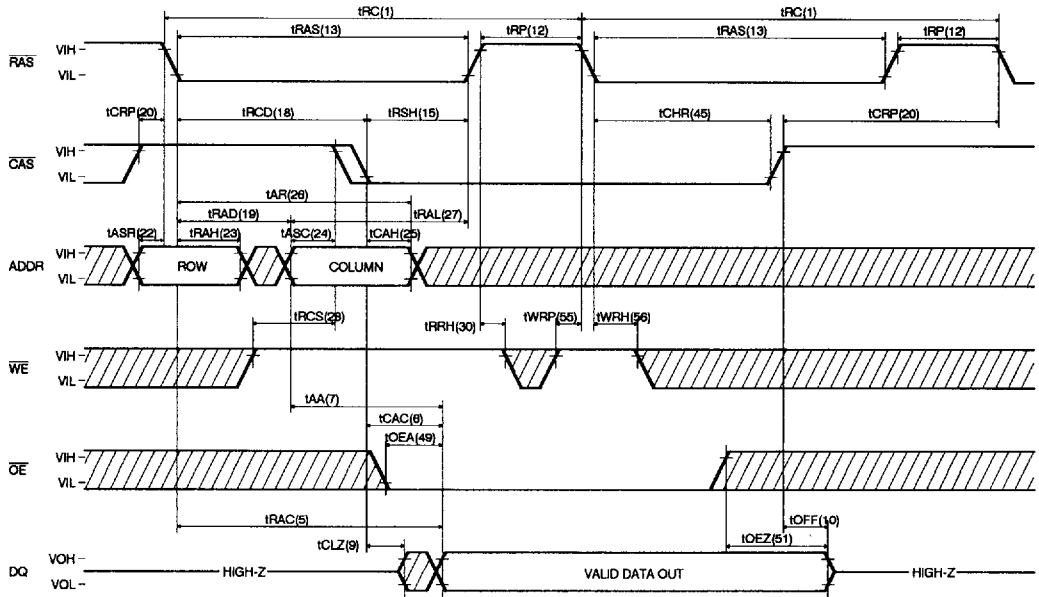 tRC(1) tRC(1)
tRAS(13) tRP(12) tRAS(13) tRP(12)
RAS VIH
VIL
tCRP(20) tRCD(18) tRSH(15) tCHR(45) tCRP(20)
CAS VIH
VIL
tAR(26)
tRAD(19) tRAL(27)
tASR(22) tRAH(23) tASC(24) tCAH(25)
ADDR VIH
VIL
ROW COLUMN
tRCS(28) tRRH(30) tWRP(55) tWRH(56)
WE VIH
VIL
tAA(7)
tCAC(6)
tOEA(49)
OE VIH
VIL
tRAC(5) tOFF(10)
tCLZ(9) tOEZ(51)
DQ VOH
VOL
HIGH-Z VALID DATA OUT HIGH-Z